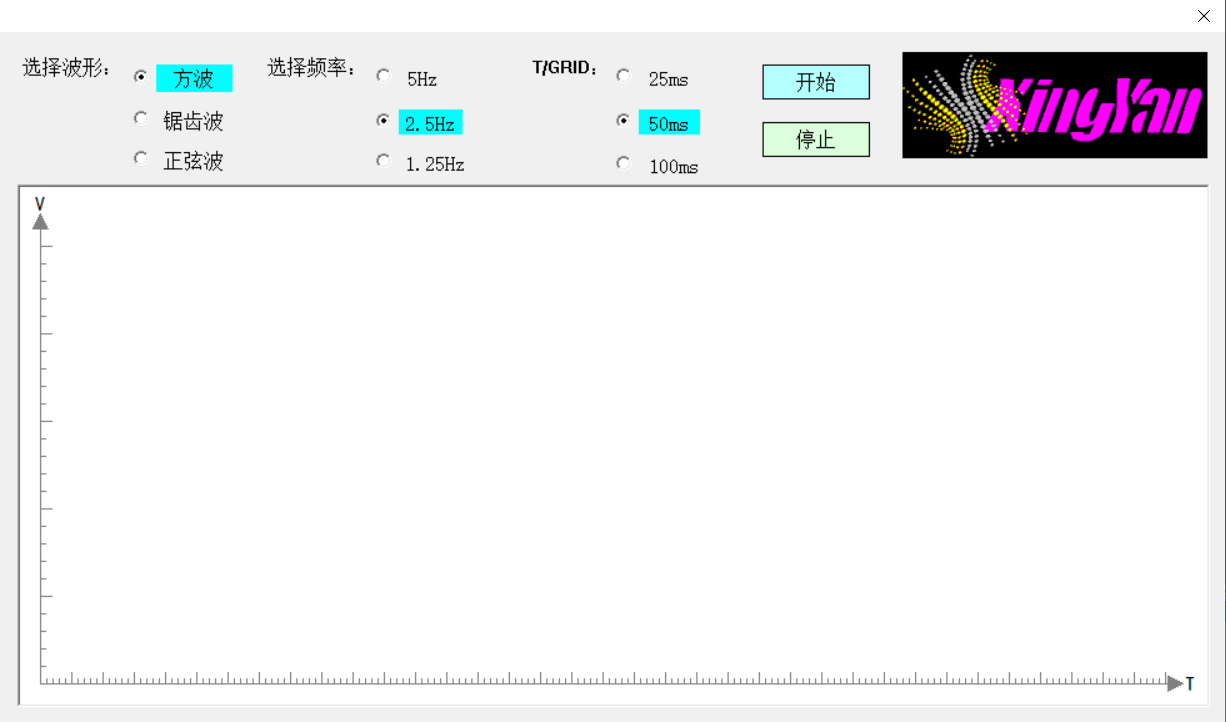 选择波形：
方波
锯齿波
正弦波
选择频率：
5Hz
2.5Hz
1.25Hz
T/GRID：
25ms
50ms
100ms
开始
停止
XingYan
V
T